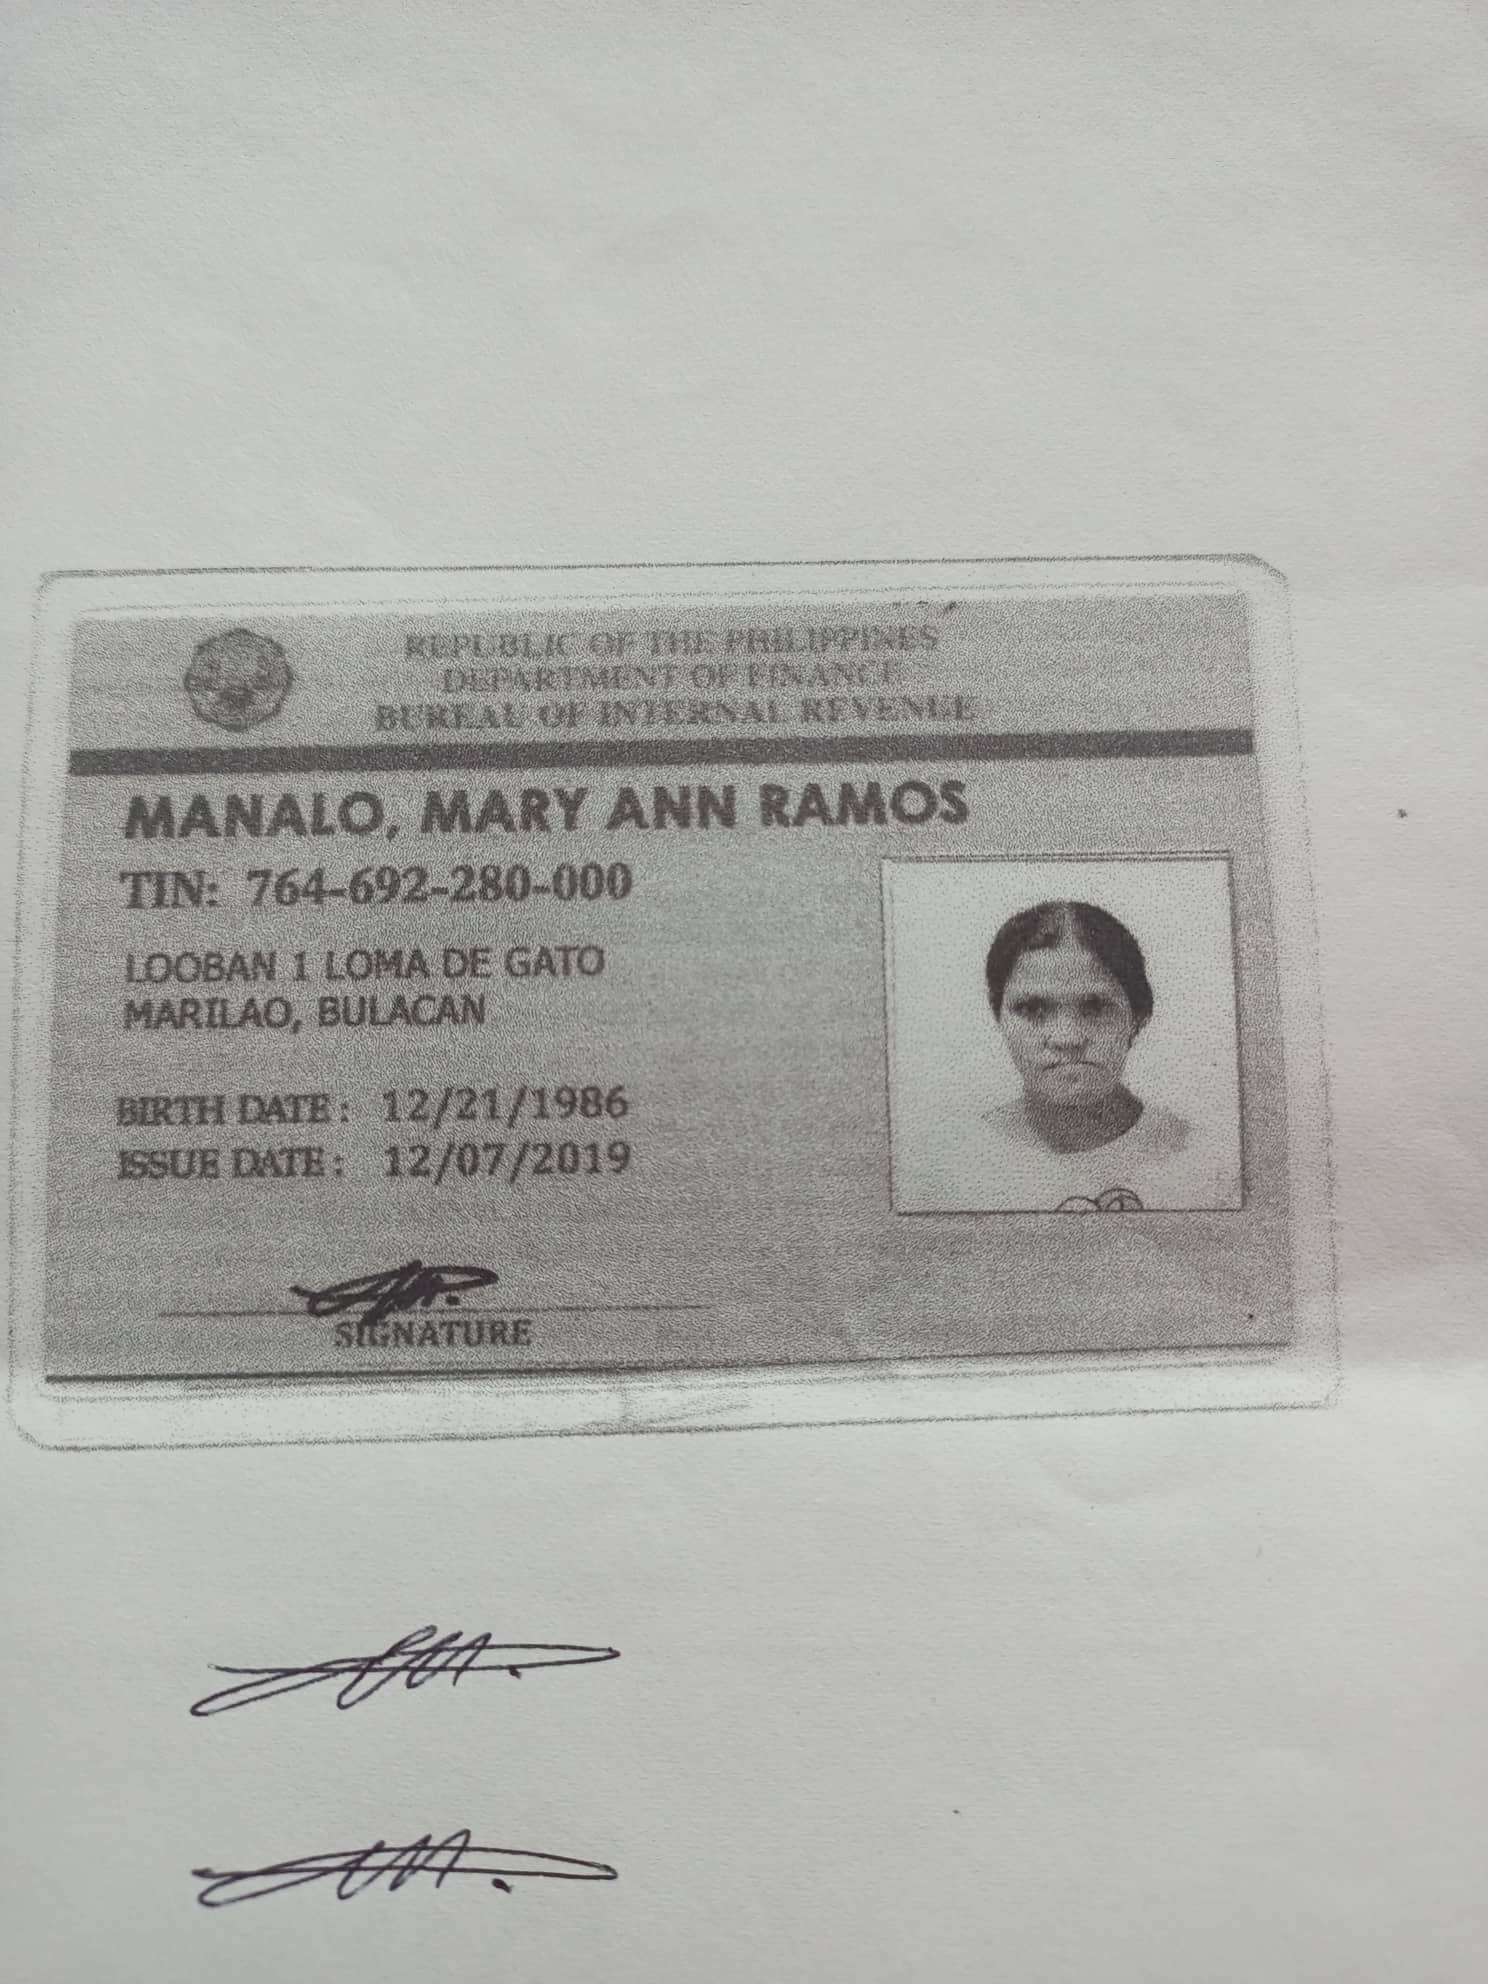 REPUBLIC OF THE PHILIPPINES
DEPARTMENT OF FINANCE
BUREAU OF INTERNAL REVENUE
MANALO, MARY ANN RAMOS
TIN: 764-692-280-000
LOOBAN 1 LOMA DE GATO
MARILAO, BULACAN
BIRTH DATE : 12/21/1986
ISSUE DATE : 12/07/2019
SIGNATURE